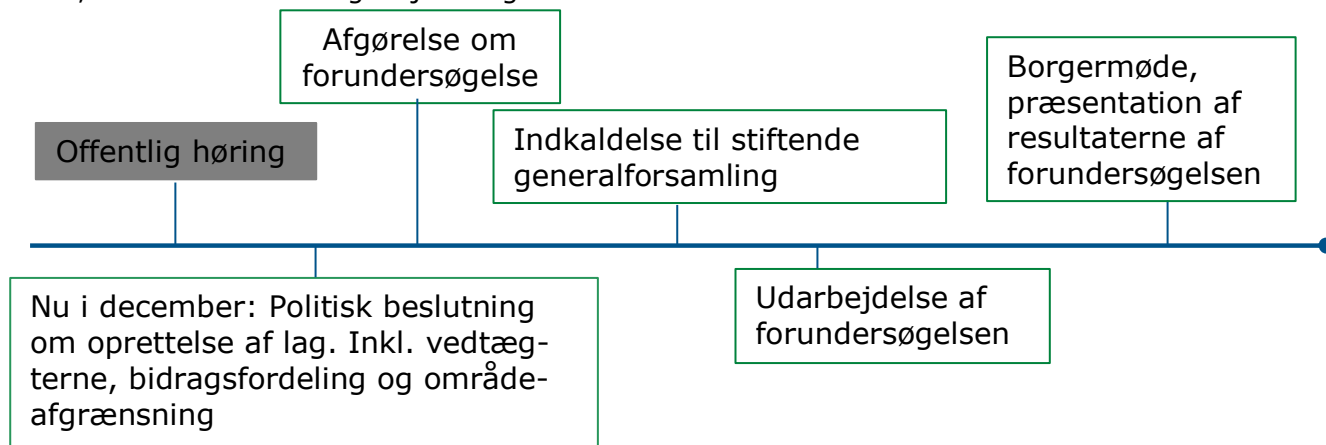 Afgørelse om
forundersøgelse
Borgermøde,
præsentation af
resultaterne af
forundersøgelsen
Offentlig høring
Indkaldelse til stiftende
generalforsamling
Nu i december: Politisk beslutning
om oprettelse af lag. Inkl. vedtæg-
terne, bidragsfordeling og område-
afgrænsning
Udarbejdelse af
forundersøgelsen